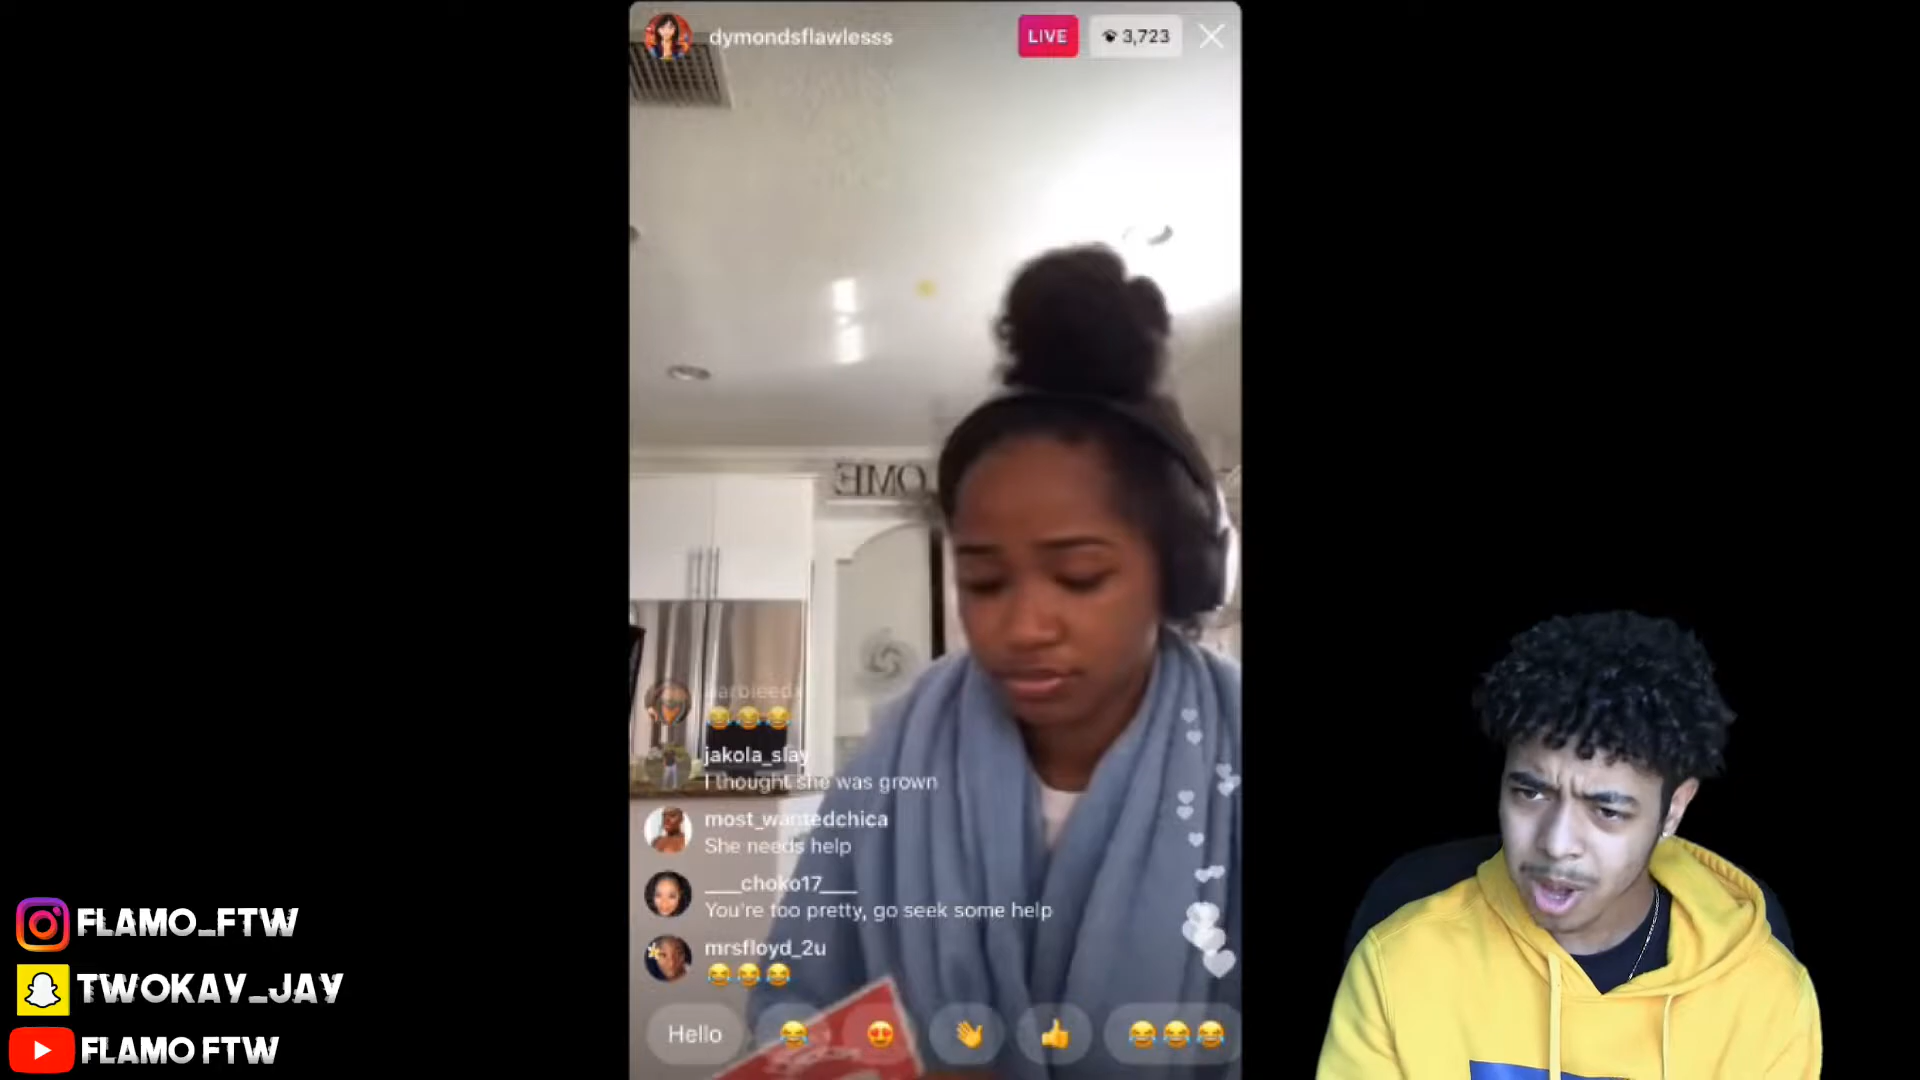 dymondsflawlesss
LIVE
3,723
OME
😂😂😂
jakola_slay
I thought she was grown
most_wantedchica
She needs help
___choko17___
You're too pretty, go seek some help
mrsfloyd_2u
😂😂😂
Hello
😂
😍
👋
👍
😂😂😂
FLAMO_FTW
TWOKAY_JAY
FLAMO FTW